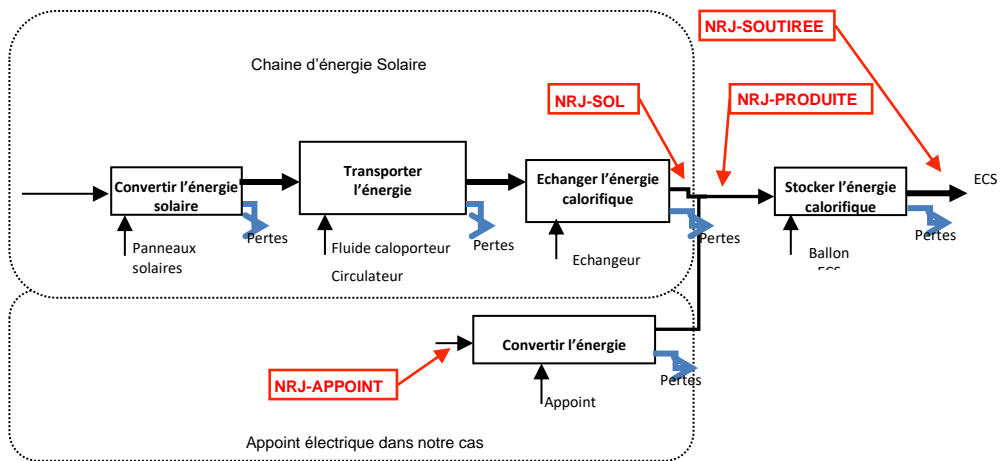 NRJ-SOUTIREE
Chaine d’énergie Solaire
NRJ-SOL
NRJ-PRODUITE
Convertir l’énergie
solaire
Transporter
l’énergie
Echanger l’énergie
calorifique
Stocker l’énergie
calorifique
ECS
Pertes
Pertes
Pertes
Pertes
Panneaux
solaires
Fluide caloporteur
Circulateur
Echangeur
Ballon
ECS
Convertir l’énergie
NRJ-APPOINT
Pertes
Appoint
Appoint électrique dans notre cas